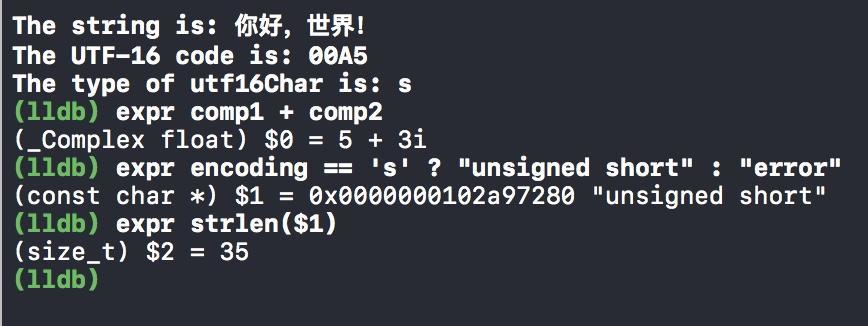 The string is: 你好，世界！
The UTF-16 code is: 00A5
The type of utf16Char is: s
(lldb) expr comp1 + comp2
(_Complex float) $0 = 5 + 3i
(lldb) expr encoding == 's' ? "unsigned short" : "error"
(const char *) $1 = 0x0000000102a97280 "unsigned short"
(lldb) expr strlen($1)
(size_t) $2 = 35
(lldb)